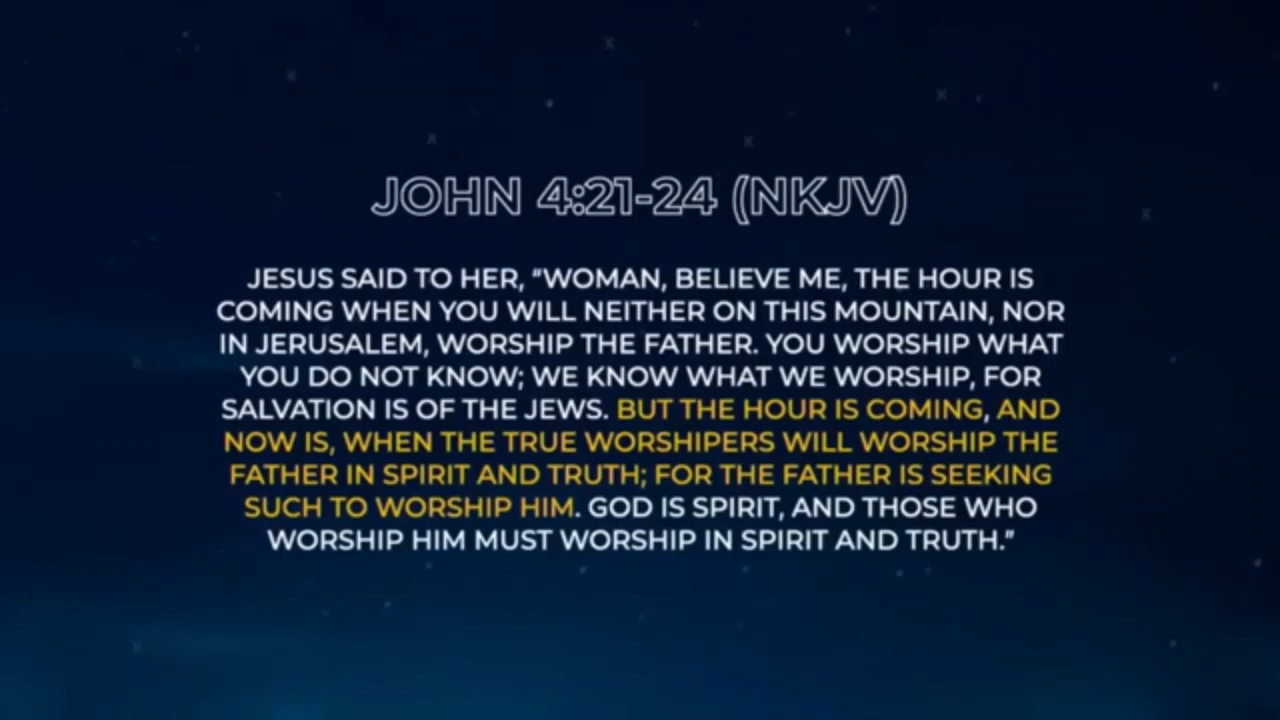 JOHN 4:21-24 (NKJV)
JESUS SAID TO HER, “WOMAN, BELIEVE ME, THE HOUR IS
COMING WHEN YOU WILL NEITHER ON THIS MOUNTAIN, NOR
IN JERUSALEM, WORSHIP THE FATHER. YOU WORSHIP WHAT
YOU DO NOT KNOW; WE KNOW WHAT WE WORSHIP, FOR
SALVATION IS OF THE JEWS. BUT THE HOUR IS COMING, AND
NOW IS, WHEN THE TRUE WORSHIPERS WILL WORSHIP THE
FATHER IN SPIRIT AND TRUTH; FOR THE FATHER IS SEEKING
SUCH TO WORSHIP HIM. GOD IS SPIRIT, AND THOSE WHO
WORSHIP HIM MUST WORSHIP IN SPIRIT AND TRUTH.”